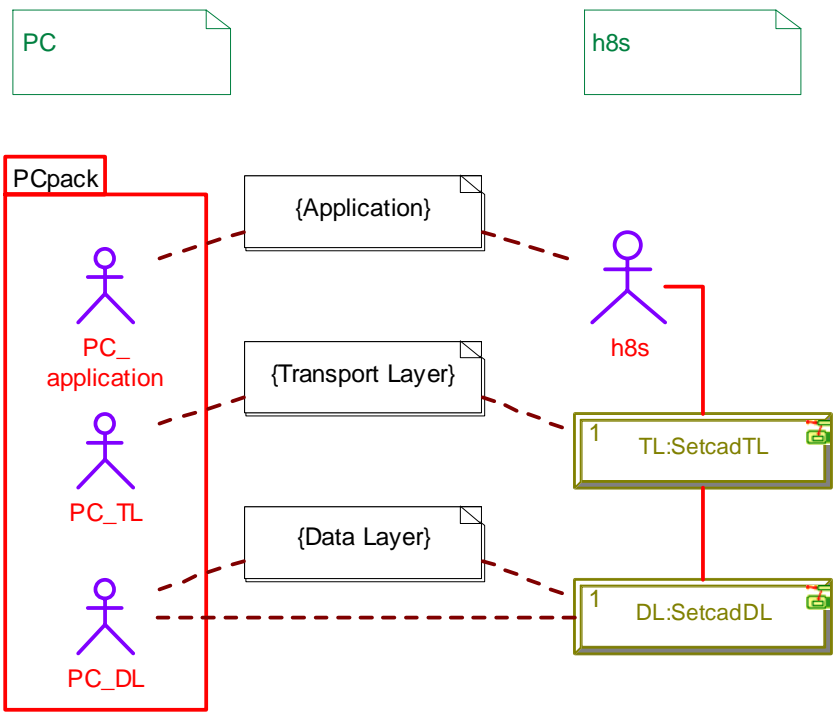 PC
h8s
PCpack
{Application}
PC_
application
h8s
{Transport Layer}
1
TL:SetcadTL
PC_TL
{Data Layer}
1
DL:SetcadDL
PC_DL